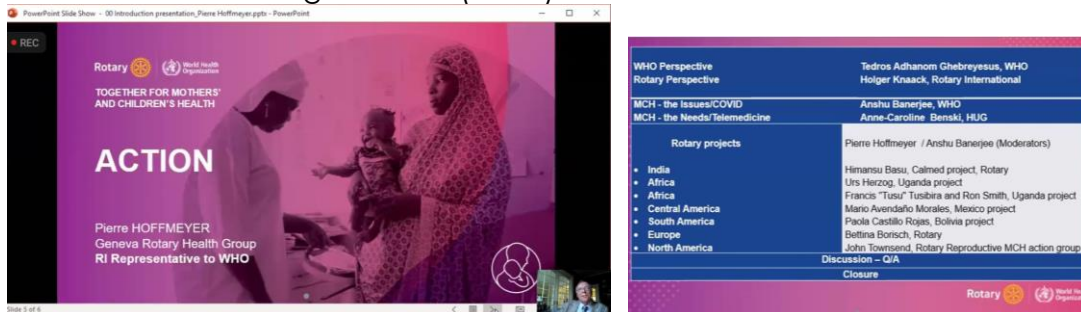 PowerPoint Slide Show - 00 Introduction presentation_Pierre Hoffmeyer.pptx - PowerPoint
REC
Rotary World Health Organization
TOGETHER FOR MOTHERS'
AND CHILDREN'S HEALTH
ACTION
Pierre HOFFMEYER
Geneva Rotary Health Group
RI Representative to WHO
Slide 5 of 6
WHO Perspective Tedros Adhanom Ghebreyesus, WHO
Rotary Perspective Holger Knaack, Rotary International
MCH - the Issues/COVID Anshu Banerjee, WHO
MCH - the Needs/Telemedicine Anne-Caroline Benski, HUG
Rotary projects Pierre Hoffmeyer / Anshu Banerjee (Moderators)
• India Himansu Basu, Calmed project, Rotary
• Africa Urs Herzog, Uganda project
• Africa Francis "Tusu" Tusibira and Ron Smith, Uganda project
• Central America Mario Avendaño Morales, Mexico project
• South America Paola Castillo Rojas, Bolivia project
• Europe Bettina Borisch, Rotary
• North America John Townsend, Rotary Reproductive MCH action group
Discussion – Q/A
Closure
Rotary